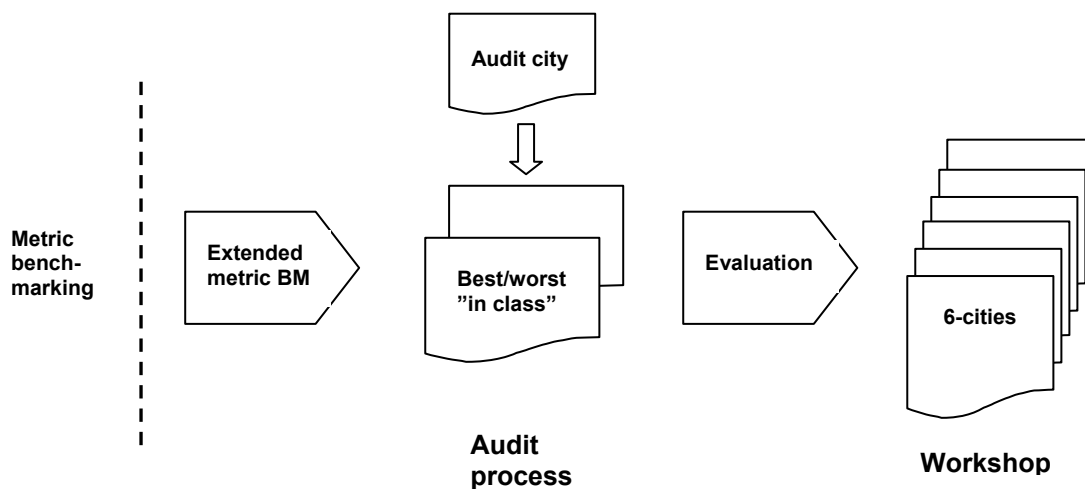 Audit city
Metric
bench-
marking
Extended
metric BM
Best/worst
”in class”
Evaluation
6-cities
Audit
process
Workshop